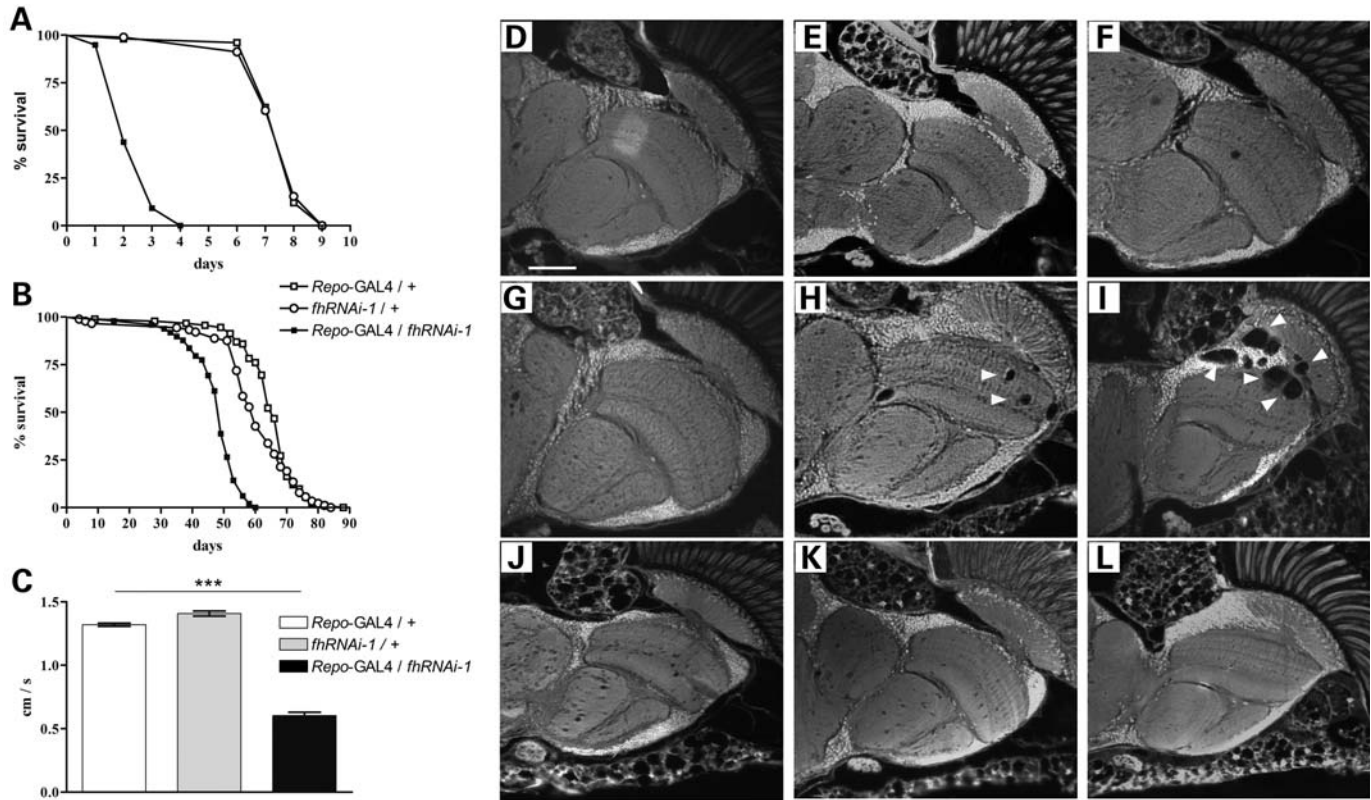 A
% survival
100
75
50
25
0
0 1 2 3 4 5 6 7 8 9 10
days
B
Repo-GAL4 / +
fhRNAi-1 / +
Repo-GAL4 / fhRNAi-1
% survival
100
75
50
25
0
0 10 20 30 40 50 60 70 80 90
days
C
***
cm / s
1.5
1.0
0.5
0.0
Repo-GAL4 / +
fhRNAi-1 / +
Repo-GAL4 / fhRNAi-1
D E F
G H I
J K L